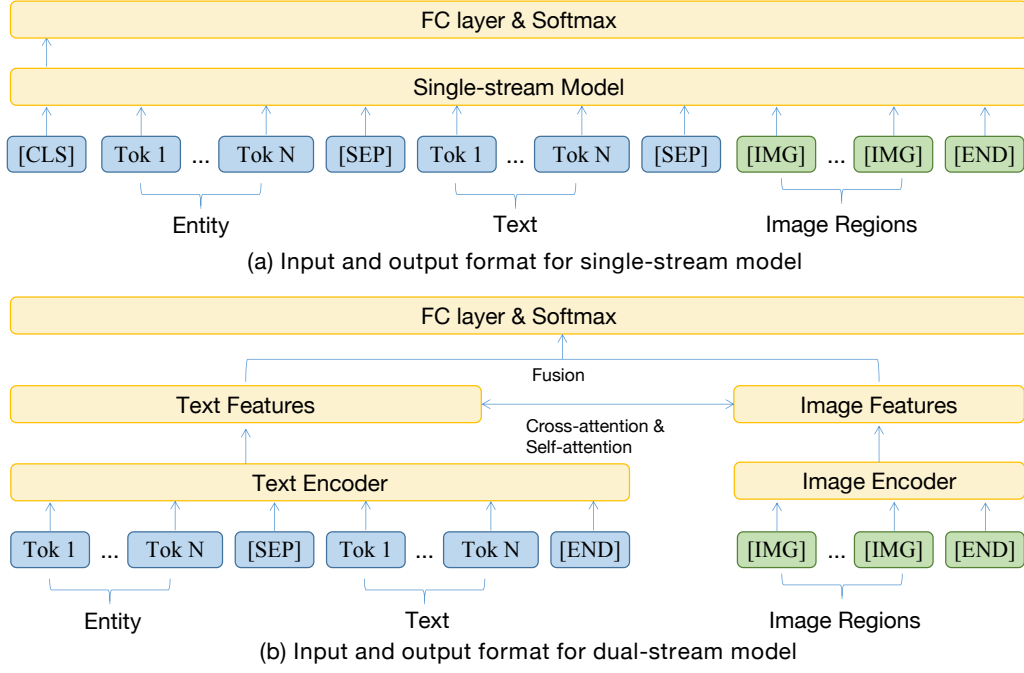 FC layer & Softmax
Single-stream Model
[CLS] Tok 1 ... Tok N [SEP] Tok 1 ... Tok N [SEP] [IMG] ... [IMG] [END]
Entity Text Image Regions
(a) Input and output format for single-stream model
FC layer & Softmax
Fusion
Text Features Image Features
Cross-attention &
Self-attention
Text Encoder Image Encoder
Tok 1 ... Tok N [SEP] Tok 1 ... Tok N [END] [IMG] ... [IMG] [END]
Entity Text Image Regions
(b) Input and output format for dual-stream model